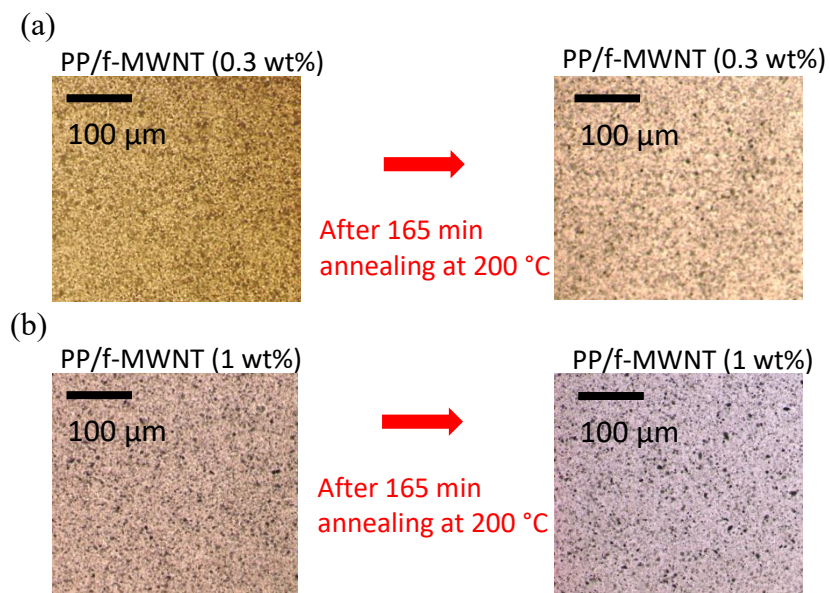 (a)
PP/f-MWNT (0.3 wt%)
PP/f-MWNT (0.3 wt%)
100 µm
100 µm
After 165 min
annealing at 200 °C
(b)
PP/f-MWNT (1 wt%)
PP/f-MWNT (1 wt%)
100 µm
100 µm
After 165 min
annealing at 200 °C